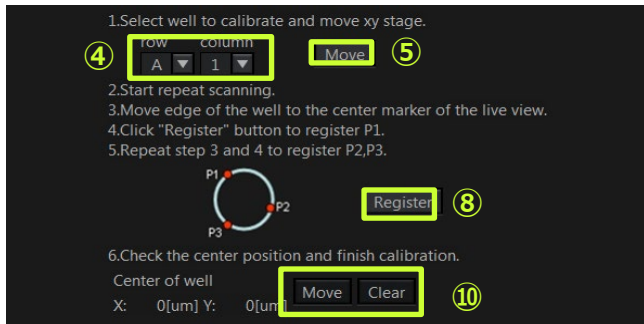 1.Select well to calibrate and move xy stage.
row column
④ A 1 Move ⑤
2.Start repeat scanning.
3.Move edge of the well to the center marker of the live view.
4.Click "Register" button to register P1.
5.Repeat step 3 and 4 to register P2,P3.
P1
P2 Register ⑧
P3
6.Check the center position and finish calibration.
Center of well Move Clear ⑩
X: 0[um] Y: 0[um]